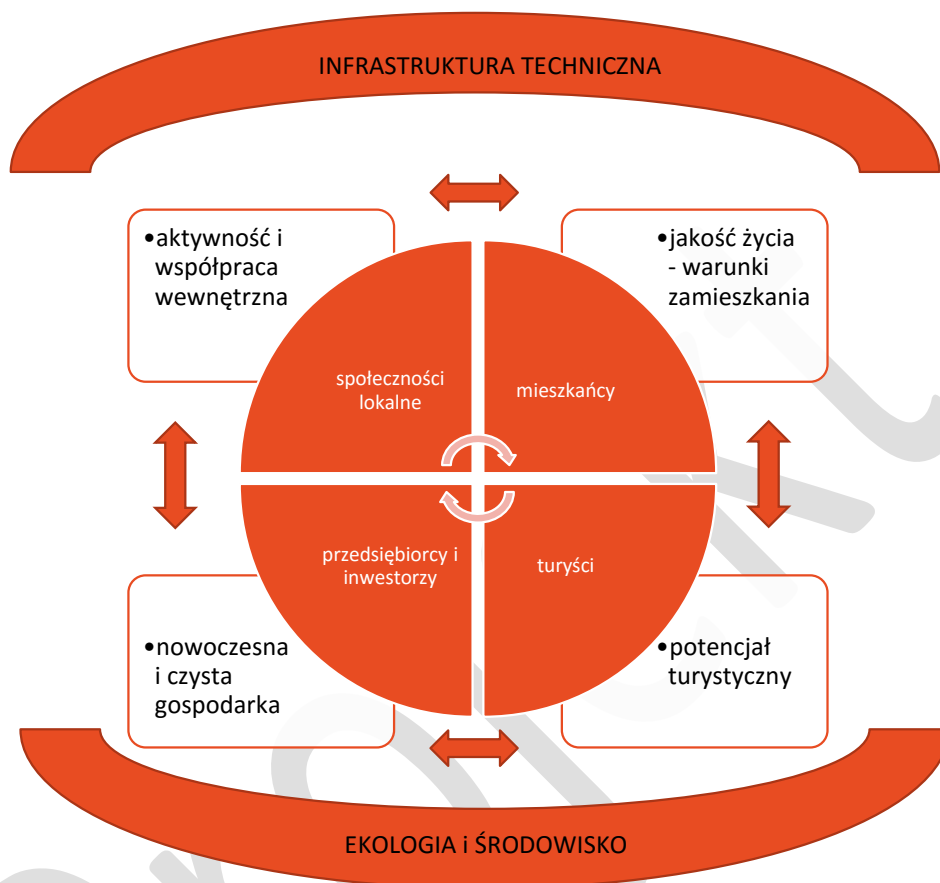 INFRASTRUKTURA TECHNICZNA
•aktywność i
współpraca
wewnętrzna
•jakość życia
- warunki
zamieszkania
społeczności
lokalne
mieszkańcy
przedsiębiorcy i
inwestorzy
turyści
•nowoczesna
i czysta
gospodarka
•potencjał
turystyczny
EKOLOGIA i ŚRODOWISKO